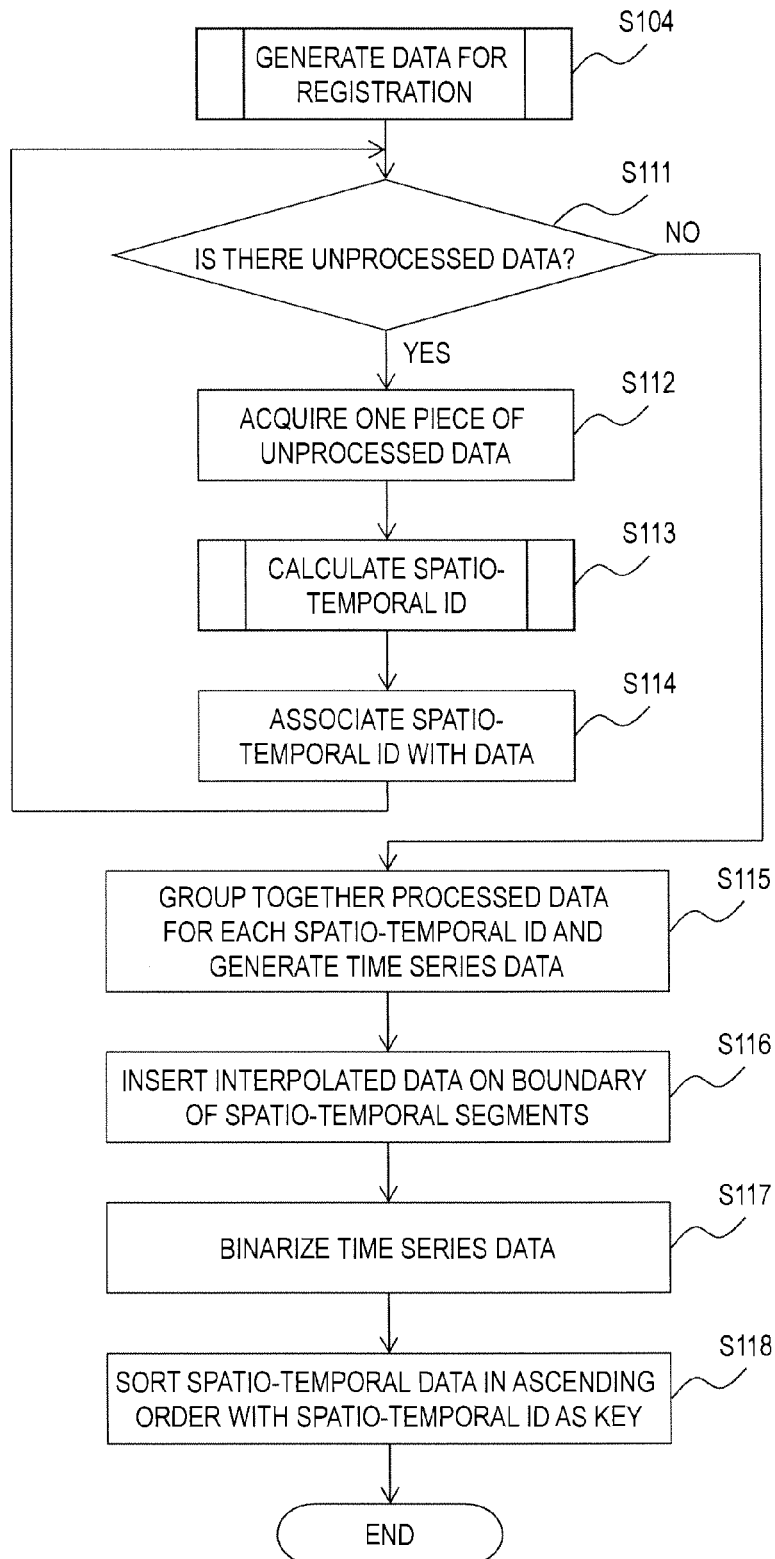 S104
GENERATE DATA FOR
REGISTRATION
S111
NO
IS THERE UNPROCESSED DATA?
YES
S112
ACQUIRE ONE PIECE OF
UNPROCESSED DATA
S113
CALCULATE SPATIO-
TEMPORAL ID
S114
ASSOCIATE SPATIO-
TEMPORAL ID WITH DATA
S115
GROUP TOGETHER PROCESSED DATA
FOR EACH SPATIO-TEMPORAL ID AND
GENERATE TIME SERIES DATA
S116
INSERT INTERPOLATED DATA ON BOUNDARY
OF SPATIO-TEMPORAL SEGMENTS
S117
BINARIZE TIME SERIES DATA
S118
SORT SPATIO-TEMPORAL DATA IN ASCENDING
ORDER WITH SPATIO-TEMPORAL ID AS KEY
END